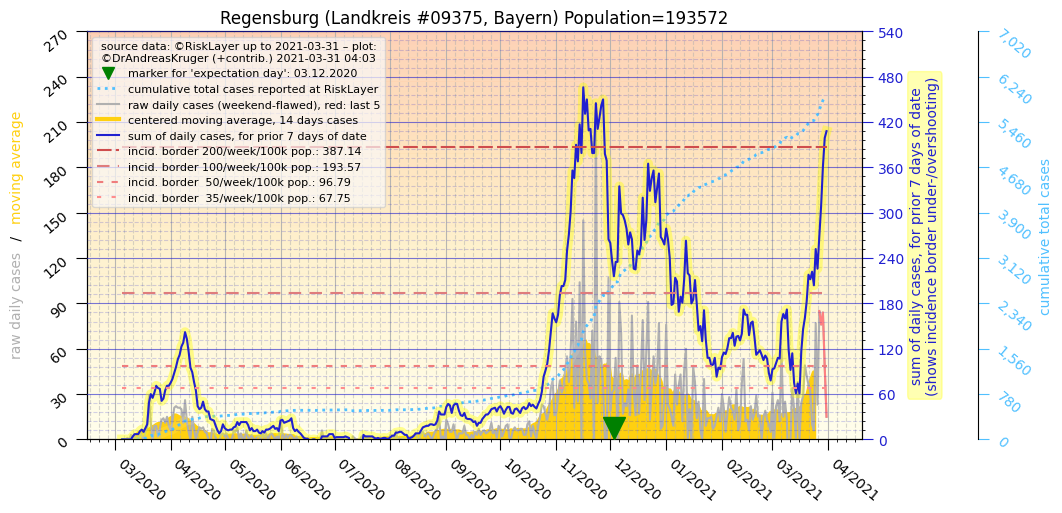 Regensburg (Landkreis #09375, Bayern) Population=193572
source data: ©RiskLayer up to 2021-03-31 – plot:
©DrAndreasKruger (+contrib.) 2021-03-31 04:03
marker for 'expectation day': 03.12.2020
cumulative total cases reported at RiskLayer
raw daily cases (weekend-flawed), red: last 5
centered moving average, 14 days cases
sum of daily cases, for prior 7 days of date
incid. border 200/week/100k pop.: 387.14
incid. border 100/week/100k pop.: 193.57
incid. border  50/week/100k pop.: 96.79
incid. border  35/week/100k pop.: 67.75
raw daily cases / moving average
270
240
210
180
150
120
90
60
30
0
03/2020
04/2020
05/2020
06/2020
07/2020
08/2020
09/2020
10/2020
11/2020
12/2020
01/2021
02/2021
03/2021
04/2021
540
480
420
360
300
240
180
120
60
0
sum of daily cases, for prior 7 days of date
(shows incidence border under-/overshooting)
7,020
6,240
5,460
4,680
3,900
3,120
2,340
1,560
780
0
cumulative total cases